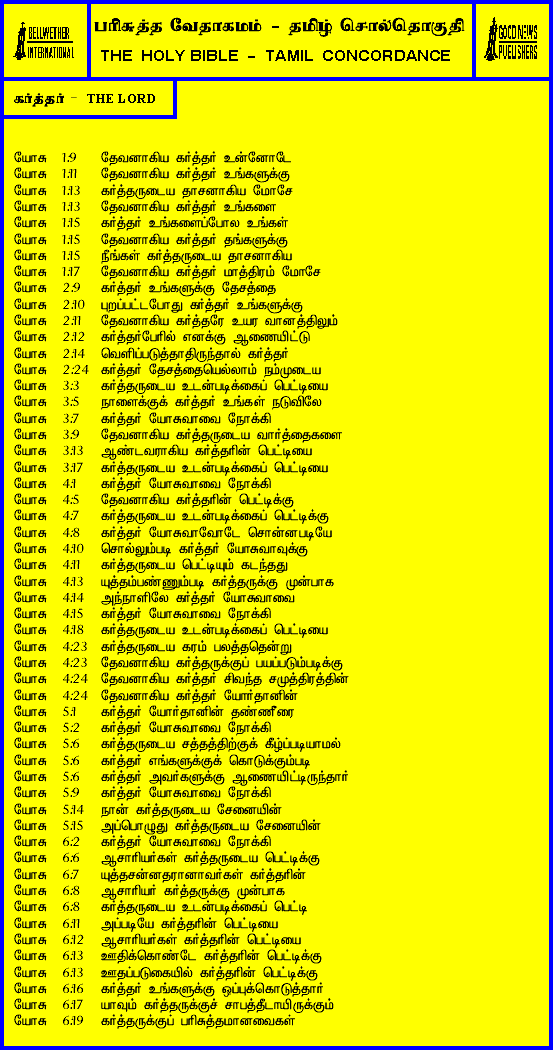 BELLWETHER
INTERNATIONAL
பரிசுத்த வேதாகமம் - தமிழ் சொல்தொகுதி
THE HOLY BIBLE - TAMIL CONCORDANCE
GOOD NEWS
PUBLISHERS
கர்த்தர் - THE LORD
யோசு 1:9 தேவனாகிய கர்த்தர் உன்னோடே
யோசு 1:11 தேவனாகிய கர்த்தர் உங்களுக்கு
யோசு 1:13 கர்த்தருடைய தாசனாகிய மோசே
யோசு 1:13 தேவனாகிய கர்த்தர் உங்களை
யோசு 1:15 கர்த்தர் உங்களைப்போல உங்கள்
யோசு 1:15 தேவனாகிய கர்த்தர் தங்களுக்கு
யோசு 1:15 நீங்கள் கர்த்தருடைய தாசனாகிய
யோசு 1:17 தேவனாகிய கர்த்தர் மாத்திரம் மோசே
யோசு 2:9 கர்த்தர் உங்களுக்கு தேசத்தை
யோசு 2:10 புறப்பட்டபோது கர்த்தர் உங்களுக்கு
யோசு 2:11 தேவனாகிய கர்த்தரே உயர வானத்திலும்
யோசு 2:12 கர்த்தர்பேரில் எனக்கு ஆணையிட்டு
யோசு 2:14 வெளிப்படுத்தாதிருந்தால் கர்த்தர்
யோசு 2:24 கர்த்தர் தேசத்தையெல்லாம் நம்முடைய
யோசு 3:3 கர்த்தருடைய உடன்படிக்கைப் பெட்டியை
யோசு 3:5 நாளைக்குக் கர்த்தர் உங்கள் நடுவிலே
யோசு 3:7 கர்த்தர் யோசுவாவை நோக்கி
யோசு 3:9 தேவனாகிய கர்த்தருடைய வார்த்தைகளை
யோசு 3:13 ஆண்டவராகிய கர்த்தரின் பெட்டியை
யோசு 3:17 கர்த்தருடைய உடன்படிக்கைப் பெட்டியை
யோசு 4:1 கர்த்தர் யோசுவாவை நோக்கி
யோசு 4:5 தேவனாகிய கர்த்தரின் பெட்டிக்கு
யோசு 4:7 கர்த்தருடைய உடன்படிக்கைப் பெட்டிக்கு
யோசு 4:8 கர்த்தர் யோசுவாவோடே சொன்னபடியே
யோசு 4:10 சொல்லும்படி கர்த்தர் யோசுவாவுக்கு
யோசு 4:11 கர்த்தருடைய பெட்டியும் கடந்தது
யோசு 4:13 யுத்தம்பண்ணும்படி கர்த்தருக்கு முன்பாக
யோசு 4:14 அந்நாளிலே கர்த்தர் யோசுவாவை
யோசு 4:15 கர்த்தர் யோசுவாவை நோக்கி
யோசு 4:18 கர்த்தருடைய உடன்படிக்கைப் பெட்டியை
யோசு 4:23 கர்த்தருடைய கரம் பலத்ததென்று
யோசு 4:23 தேவனாகிய கர்த்தருக்குப் பயப்படும்படிக்கு
யோசு 4:24 தேவனாகிய கர்த்தர் சிவந்த சமுத்திரத்தின்
யோசு 4:24 தேவனாகிய கர்த்தர் யோர்தானின்
யோசு 5:1 கர்த்தர் யோர்தானின் தண்ணீரை
யோசு 5:2 கர்த்தர் யோசுவாவை நோக்கி
யோசு 5:6 கர்த்தருடைய சத்தத்திற்குக் கீழ்ப்படியாமல்
யோசு 5:6 கர்த்தர் எங்களுக்குக் கொடுக்கும்படி
யோசு 5:6 கர்த்தர் அவர்களுக்கு ஆணையிட்டிருந்தார்
யோசு 5:9 கர்த்தர் யோசுவாவை நோக்கி
யோசு 5:14 நான் கர்த்தருடைய சேனையின்
யோசு 5:15 அப்பொழுது கர்த்தருடைய சேனையின்
யோசு 6:2 கர்த்தர் யோசுவாவை நோக்கி
யோசு 6:6 ஆசாரியர்கள் கர்த்தருடைய பெட்டிக்கு
யோசு 6:7 யுத்தசன்னதரானாவர்கள் கர்த்தரின்
யோசு 6:8 ஆசாரியர் கர்த்தருக்கு முன்பாக
யோசு 6:8 கர்த்தருடைய உடன்படிக்கைப் பெட்டி
யோசு 6:11 அப்படியே கர்த்தரின் பெட்டியை
யோசு 6:12 ஆசாரியர்கள் கர்த்தரின் பெட்டியை
யோசு 6:13 ஊதிக்கொண்டே கர்த்தரின் பெட்டிக்கு
யோசு 6:13 ஊதப்படுகையில் கர்த்தரின் பெட்டிக்கு
யோசு 6:16 கர்த்தர் உங்களுக்கு ஒப்புக்கொடுத்தார்
யோசு 6:17 யாவும் கர்த்தருக்குச் சாபத்தீடாயிருக்கும்
யோசு 6:19 கர்த்தருக்குப் பரிசுத்தமானவைகள்